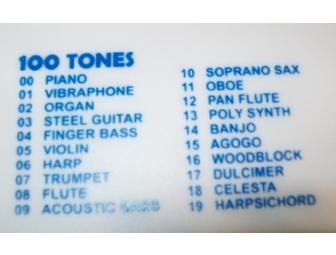 100 TONES
00 PIANO
01 VIBRAPHONE
02 ORGAN
03 STEEL GUITAR
04 FINGER BASS
05 VIOLIN
06 HARP
07 TRUMPET
08 FLUTE
09 ACOUSTIC
10 SOPRANO SAX
11 OBOE
12 PAN FLUTE
13 POLY SYNTH
14 BANJO
15 AGOGO
16 WOODBLOCK
17 DULCIMER
18 CELESTA
19 HARPSICHORD